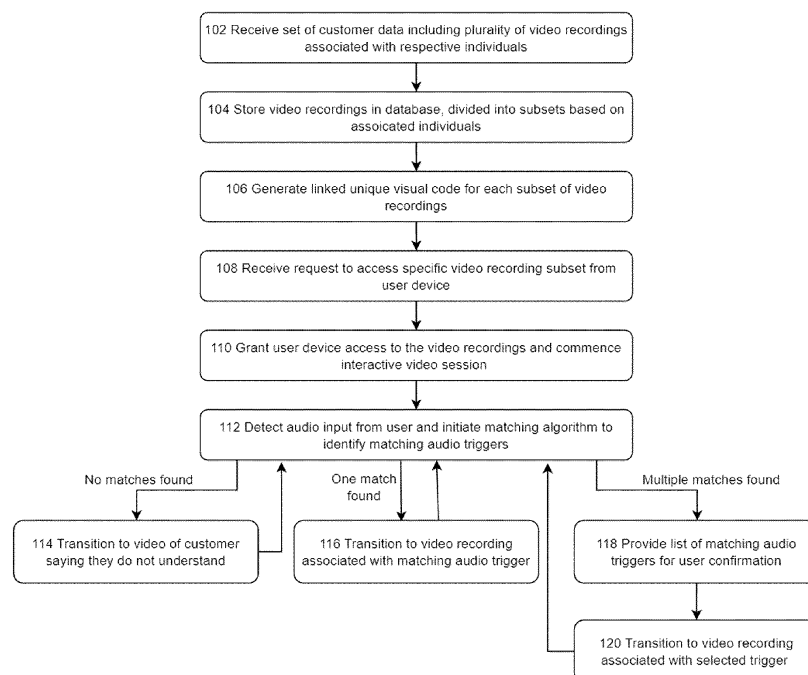 102 Receive set of customer data including plurality of video recordings
associated with respective individuals
104 Store video recordings in database, divided into subsets based on
assoicated individuals
106 Generate linked unique visual code for each subset of video
recordings
108 Receive request to access specific video recording subset from
user device
110 Grant user device access to the video recordings and commence
interactive video session
112 Detect audio input from user and initiate matching algorithm to
identify matching audio triggers
No matches found
One match
found
Multiple matches found
114 Transition to video of customer
saying they do not understand
116 Transition to video recording
associated with matching audio trigger
118 Provide list of matching audio
triggers for user confirmation
120 Transition to video recording
associated with selected trigger